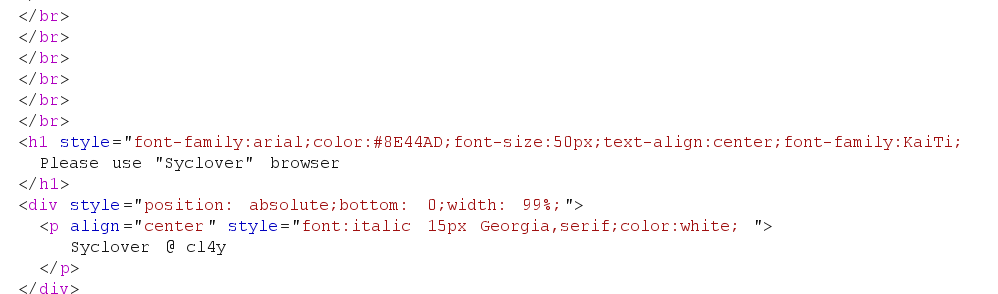 </br>
</br>
</br>
</br>
</br>
</br>
<h1 style="font-family:arial;color:#8E44AD;font-size:50px;text-align:center;font-family:KaiTi;
Please use "Syclover" browser
</h1>
<div style="position: absolute;bottom: 0;width: 99%;">
<p align="center" style="font:italic 15px Georgia,serif;color:white; ">
Syclover @ cl4y
</p>
</div>